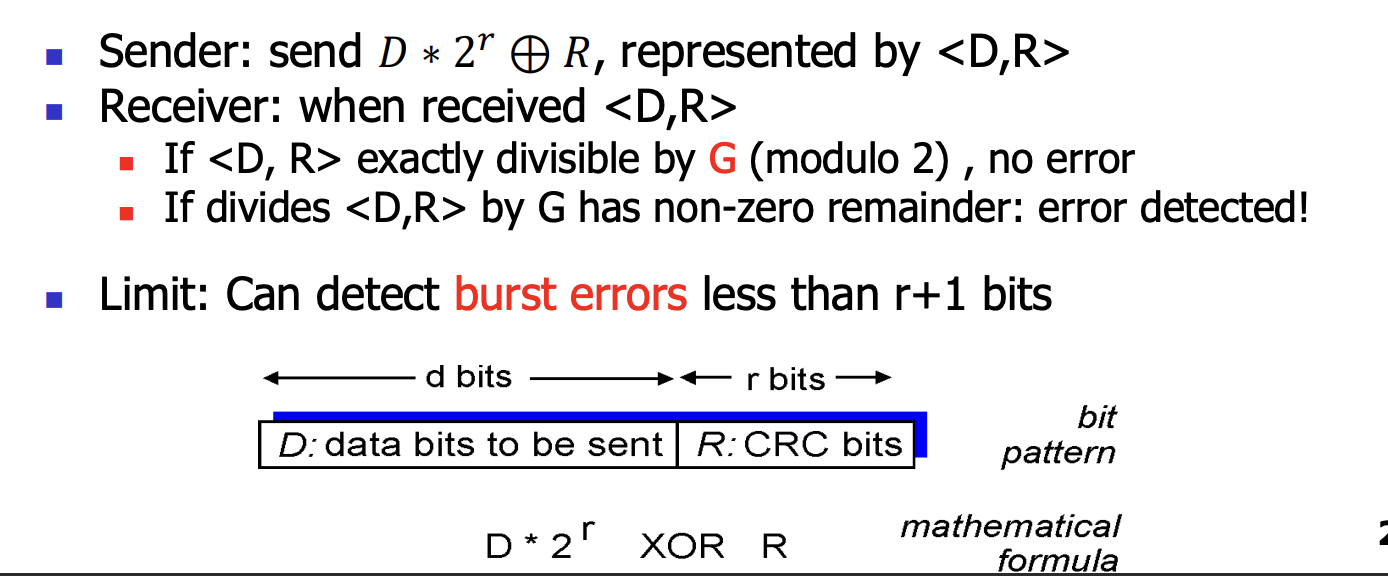 ▪ Sender: send D * 2^r ⊕ R, represented by <D,R>
▪ Receiver: when received <D,R>
▪ If <D, R> exactly divisible by G (modulo 2) , no error
▪ If divides <D,R> by G has non-zero remainder: error detected!
▪ Limit: Can detect burst errors less than r+1 bits
d bits r bits
D: data bits to be sent R: CRC bits
bit
pattern
D * 2^r XOR R
mathematical
formula